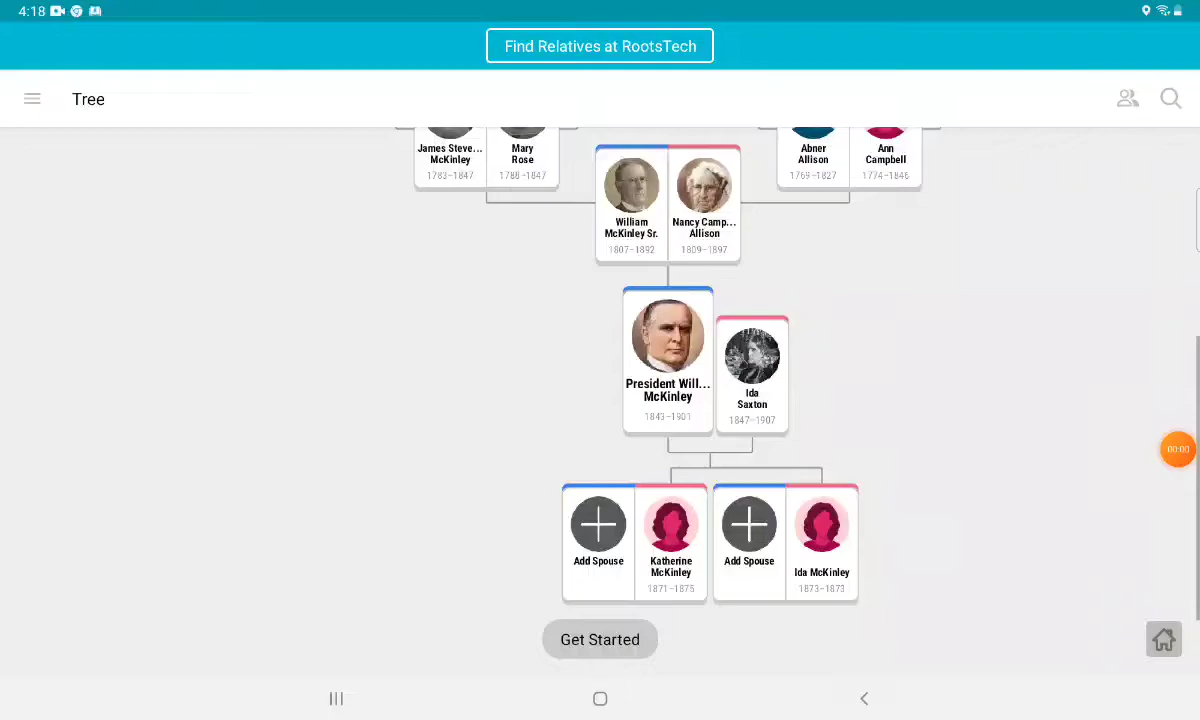 4:18
Find Relatives at RootsTech
Tree
James Steve... McKinley
1783–1847
Mary Rose
1788–1847
Abner Allison
1769–1827
Ann Campbell
1774–1846
William McKinley Sr.
1807–1892
Nancy Camp... Allison
1809–1897
President Will... McKinley
1843–1901
Ida Saxton
1847–1907
00:00
Add Spouse
Katherine McKinley
1871–1875
Add Spouse
Ida McKinley
1873–1873
Get Started